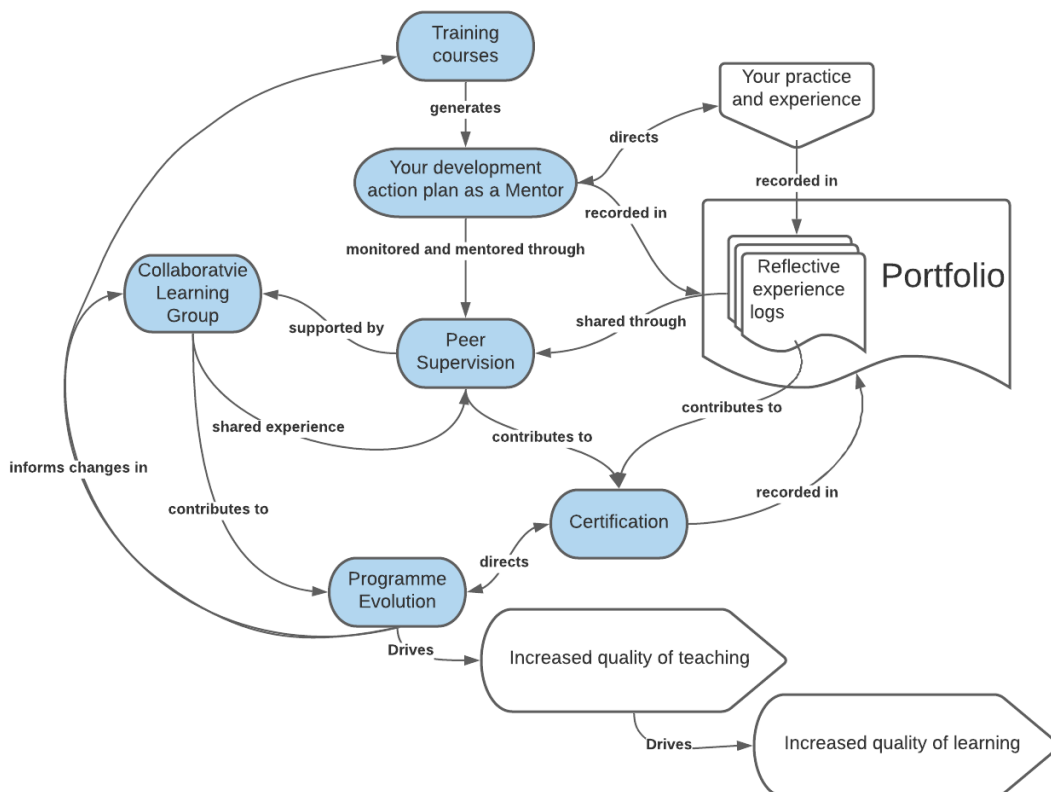 Training
courses
generates
Your practice
and experience
directs
Your development
action plan as a Mentor
recorded in
recorded in
monitored and mentored through
Collaboratvie
Learning
Group
Reflective
experience
logs
Portfolio
supported by
shared through
Peer
Supervision
contributes to
shared experience
contributes to
informs changes in
recorded in
contributes to
Certification
directs
Programme
Evolution
Drives
Increased quality of teaching
Drives
Increased quality of learning